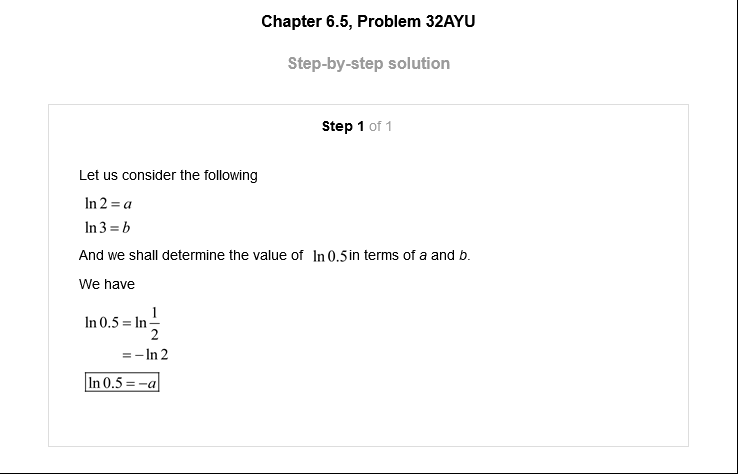 Chapter 6.5, Problem 32AYU
Step-by-step solution
Step 1 of 1
Let us consider the following
ln 2 = a
ln 3 = b
And we shall determine the value of ln 0.5 in terms of a and b.
We have
ln 0.5 = ln 1/2
= − ln 2
ln 0.5 = −a